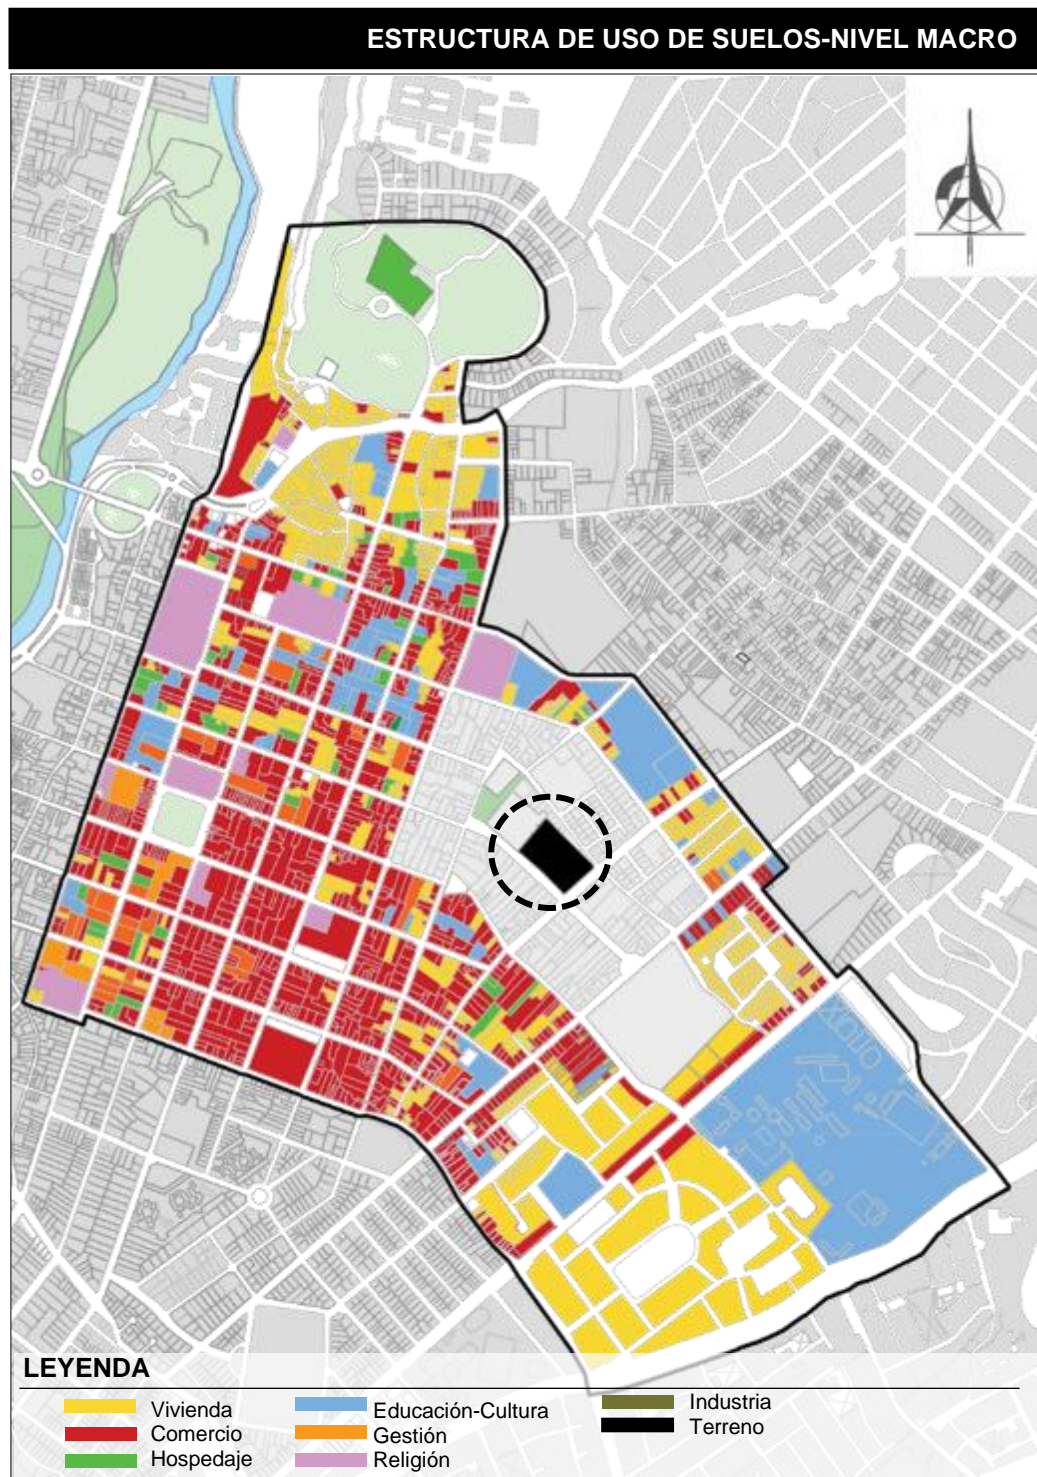 ESTRUCTURA DE USO DE SUELOS-NIVEL MACRO
LEYENDA
Vivienda
Comercio
Hospedaje
Educación-Cultura
Gestión
Religión
Industria
Terreno